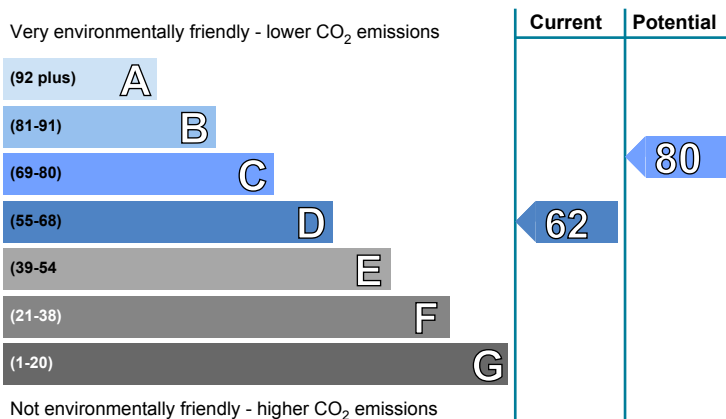 Current Potential
Very environmentally friendly - lower CO2 emissions
(92 plus) A
(81-91) B
(69-80) C
80
(55-68) D
62
(39-54 E
(21-38) F
(1-20) G
Not environmentally friendly - higher CO2 emissions